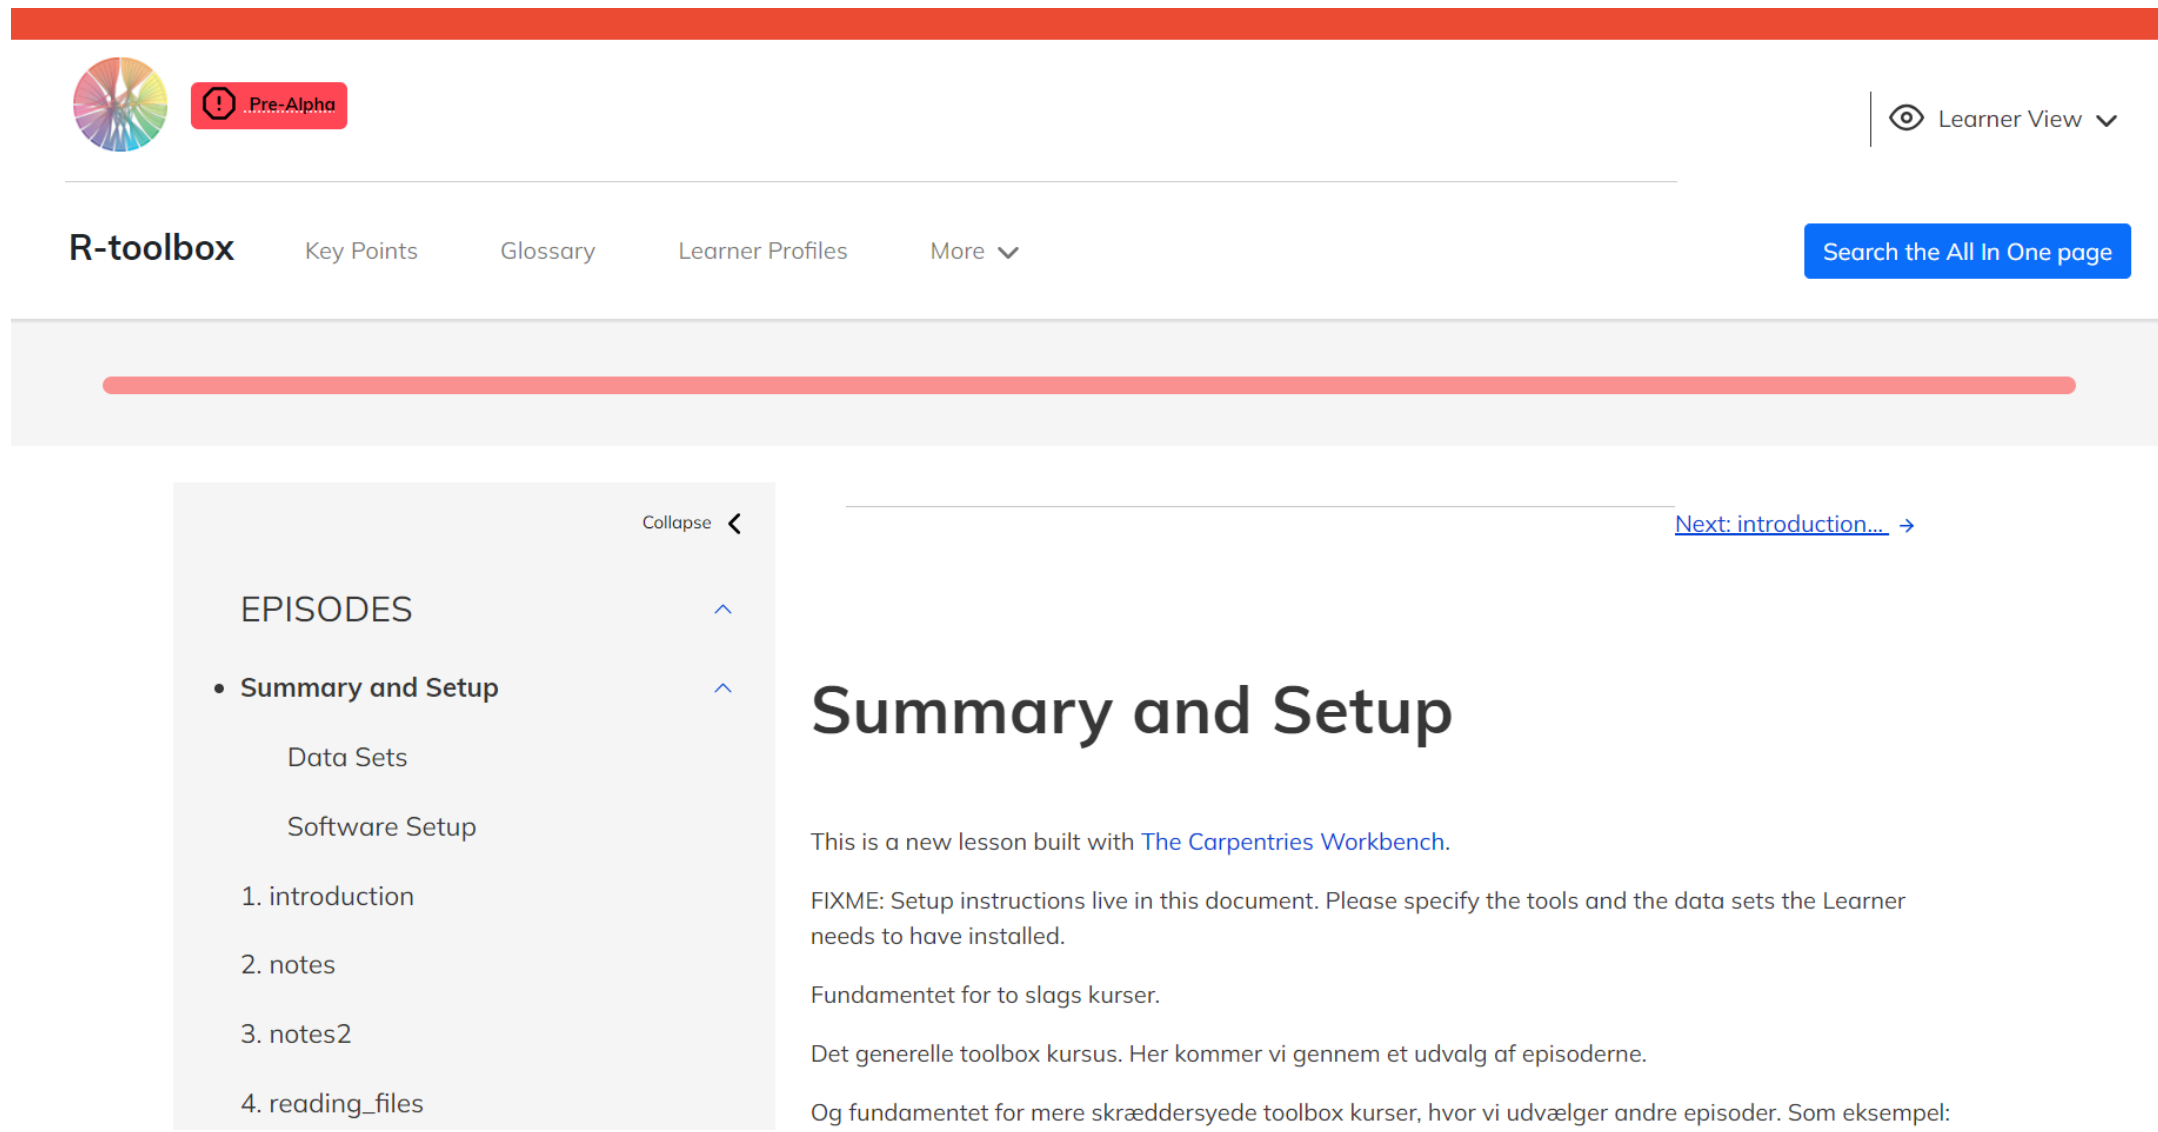 Pre-Alpha
Learner View
R-toolbox
Key Points
Glossary
Learner Profiles
More
Search the All In One page
Collapse
EPISODES
Summary and Setup
Data Sets
Software Setup
1. introduction
2. notes
3. notes2
4. reading_files
Next: introduction...
Summary and Setup
This is a new lesson built with The Carpentries Workbench.
FIXME: Setup instructions live in this document. Please specify the tools and the data sets the Learner
needs to have installed.
Fundamentet for to slags kurser.
Det generelle toolbox kursus. Her kommer vi gennem et udvalg af episoderne.
Og fundamentet for mere skræddersyede toolbox kurser, hvor vi udvælger andre episoder. Som eksempel: